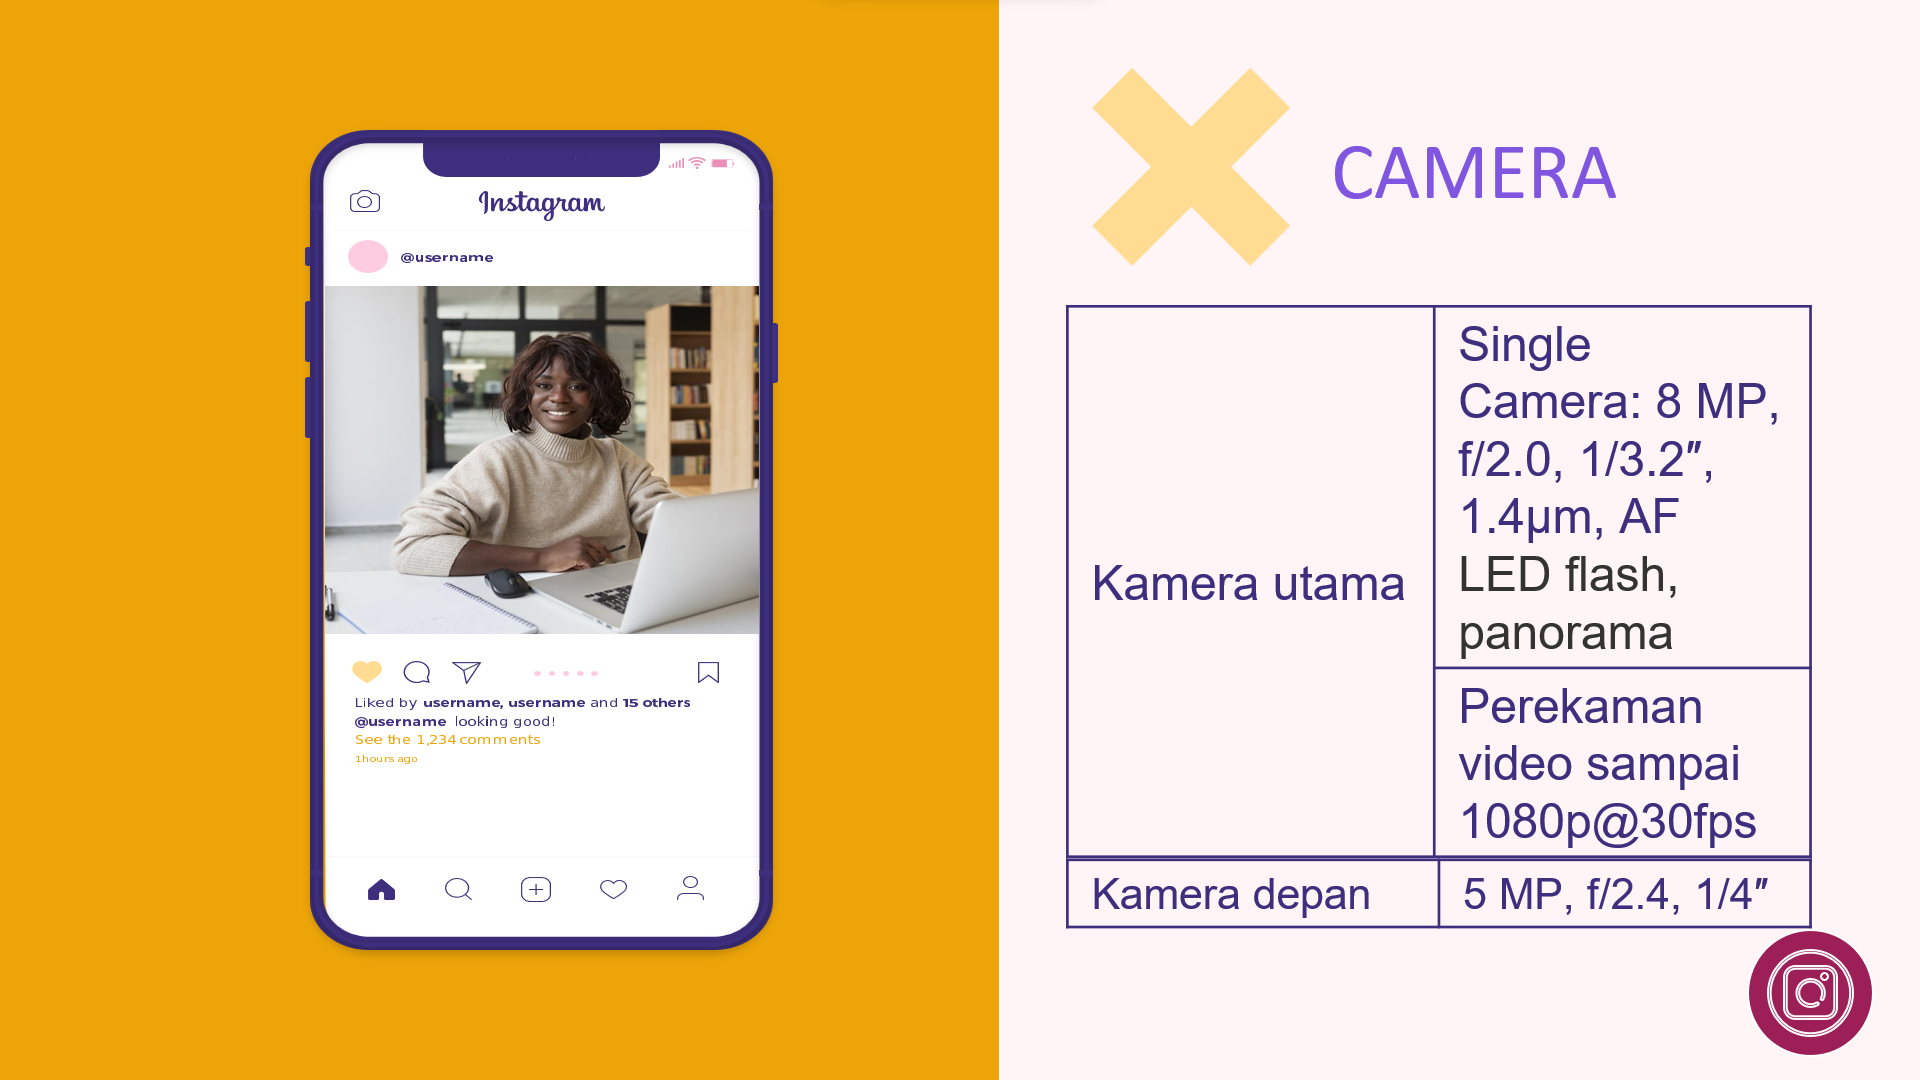 Instagram
@username
Liked by username, username and 15 others
@username looking good!
See the 1,234 comments
1hours ago
CAMERA
Kamera utama
Single
Camera: 8 MP,
f/2.0, 1/3.2″,
1.4μm, AF
LED flash,
panorama
Perekaman
video sampai
1080p@30fps
Kamera depan
5 MP, f/2.4, 1/4″